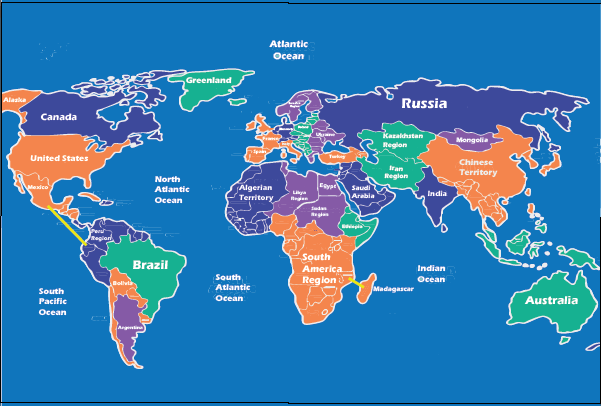 Atlantic
Ocean
Greenland
Alaska
Canada
Russia
Ukraine
United States
France
Spain
Turkey
Kazakhstan
Region
Mongolia
Chinese
Territory
Iran
Region
Mexico
North
Atlantic
Ocean
Algerian
Territory
Libya
Region
Egypt
Saudi
Arabia
India
Sudan
Region
Ethiopia
Peru
Region
Brazil
South
America
Region
Bolivia
South
Pacific
Ocean
South
Atlantic
Ocean
Indian
Ocean
Madagascar
Australia
Argentina